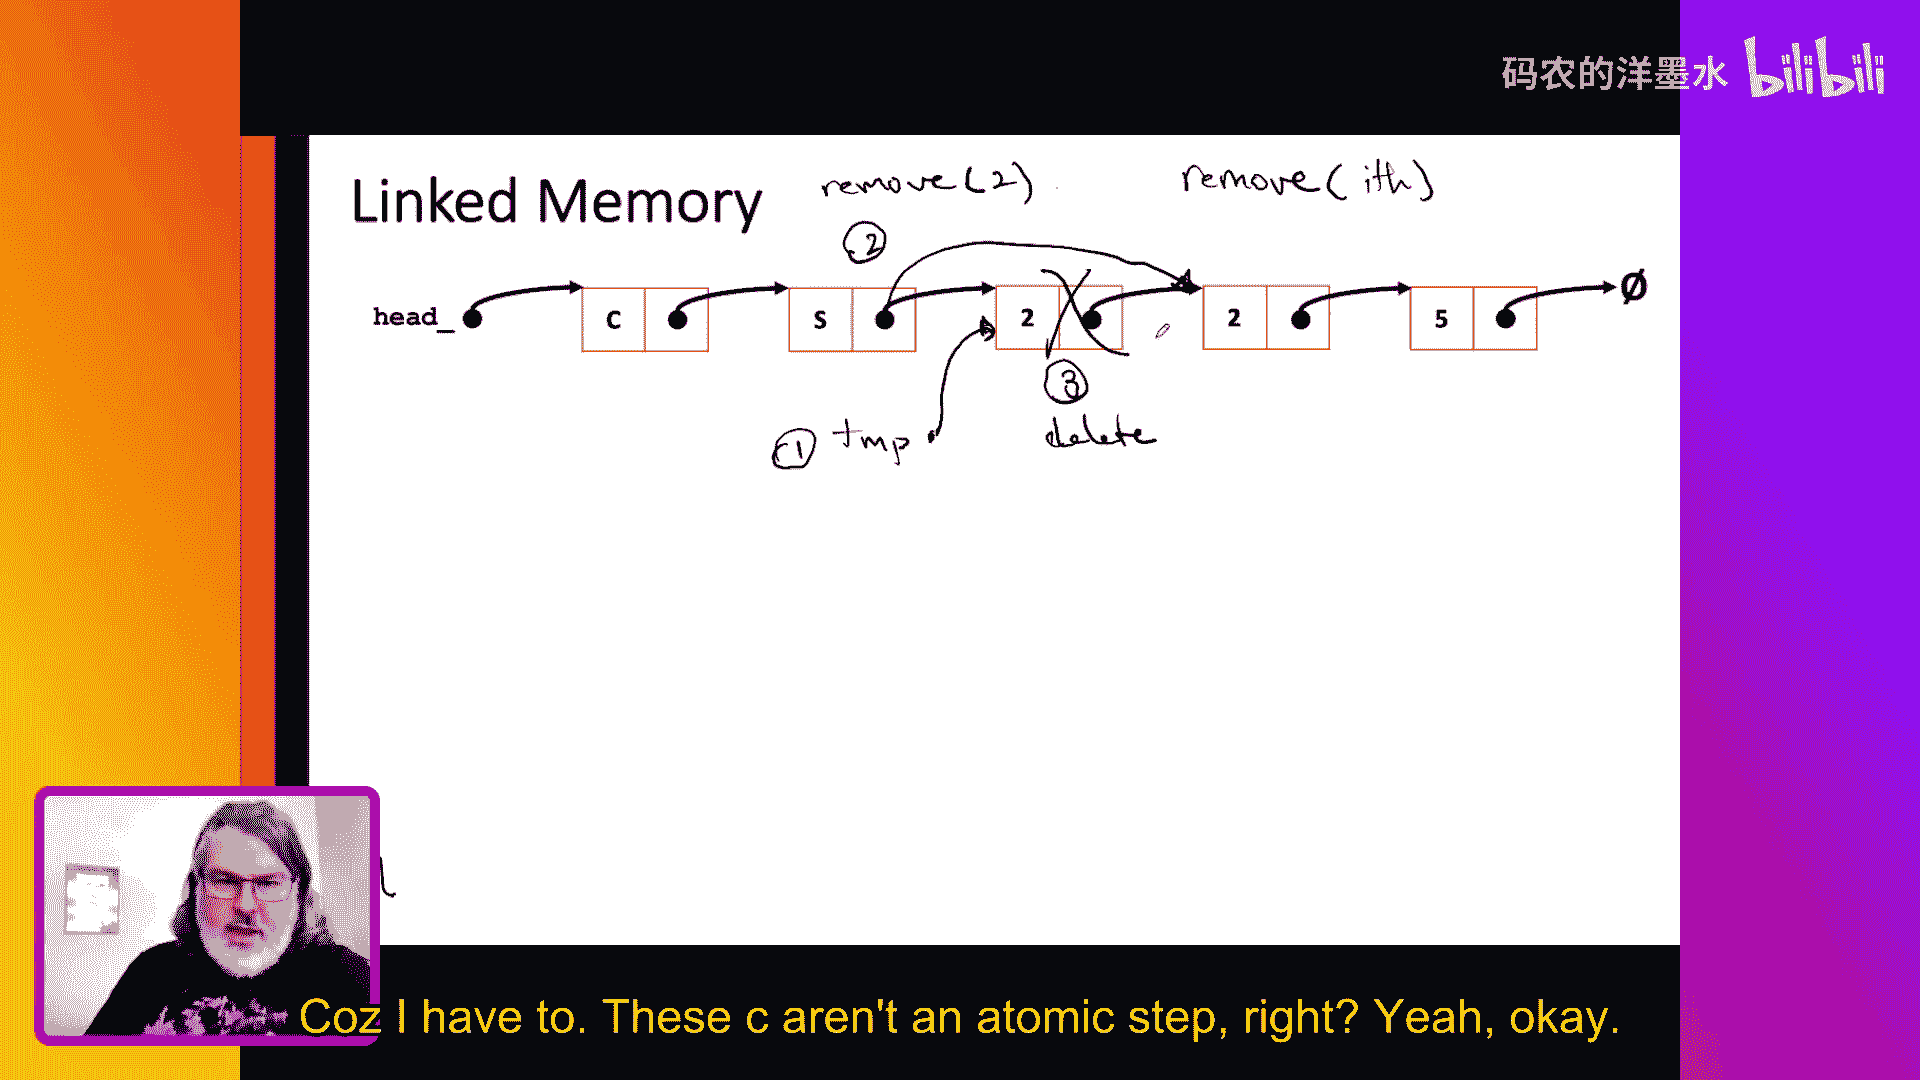 码农的洋墨水 bilibili
Linked Memory remove(2) remove(ith)
2
head_ C S 2 2 5 Ø
3
1 tmp delete
Coz I have to. These c aren't an atomic step, right? Yeah, okay.